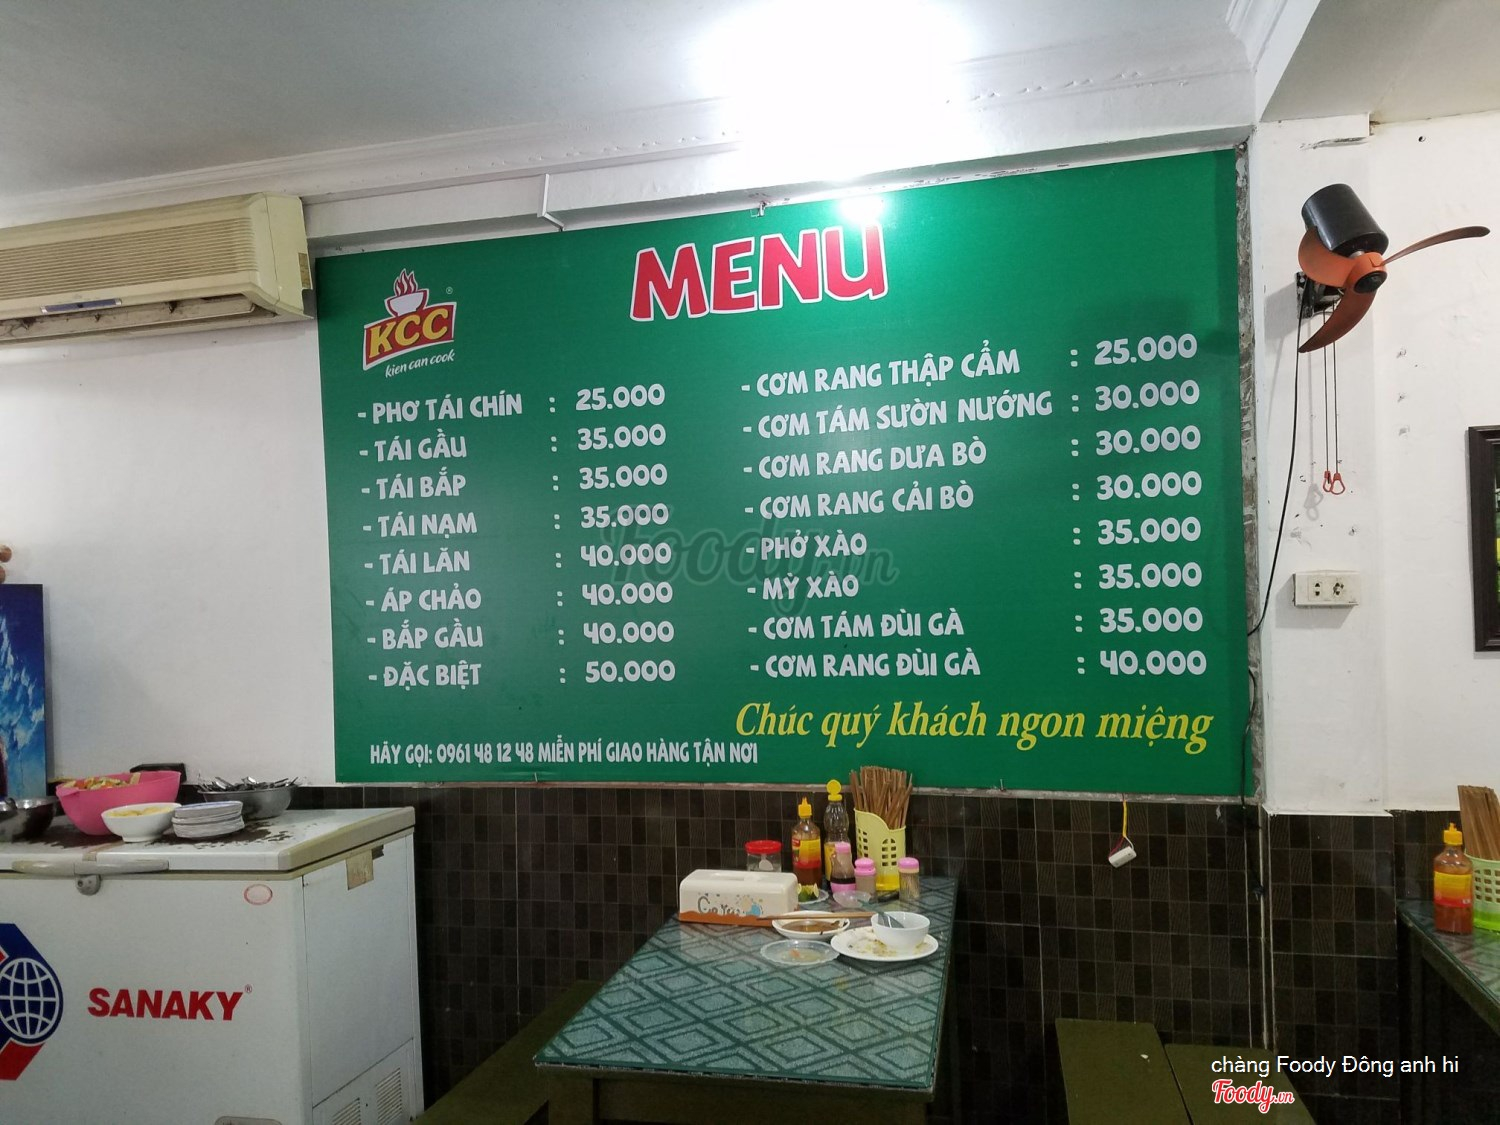 MENU
KCC
®
kien can cook
- PHƠ TÁI CHÍN : 25.000
- TÁI GẦU : 35.000
- TÁI BẮP : 35.000
- TÁI NẠM : 35.000
- TÁI LĂN : 40.000
- ÁP CHẢO : 40.000
- BẮP GẦU : 40.000
- ĐẶC BIỆT : 50.000
- CƠM RANG THẬP CẨM : 25.000
- CƠM TÁM SƯỜN NƯỚNG : 30.000
- CƠM RANG DƯA BÒ : 30.000
- CƠM RANG CẢI BÒ : 30.000
- PHỞ XÀO : 35.000
- MỲ XÀO : 35.000
- CƠM TÁM ĐÙI GÀ : 35.000
- CƠM RANG ĐÙI GÀ : 40.000
Chúc quý khách ngon miệng
HÃY GỌI: 0961 48 12 48 MIỄN PHÍ GIAO HÀNG TẬN NƠI
Foody.vn
SANAKY®
chàng Foody Đông anh hi
Foody.vn